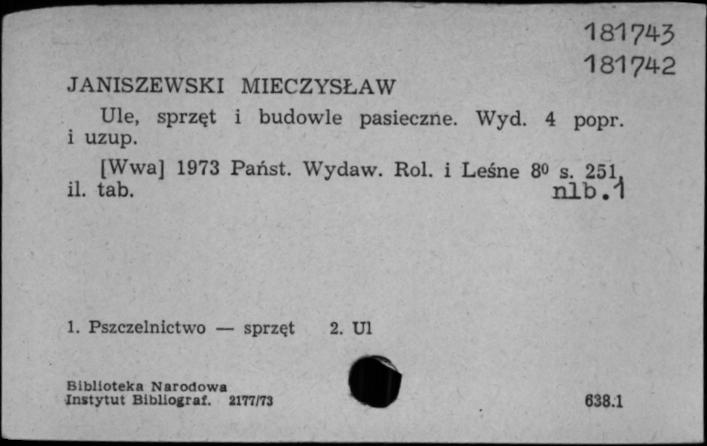 181743
181742
JANISZEWSKI MIECZYSŁAW
Ule, sprzęt i budowle pasieczne. Wyd. 4 popr.
i uzup.
[Wwa] 1973 Państ. Wydaw. Rol. i Leśne 8⁰ s. 251,
il. tab. nlb.1
1. Pszczelnictwo — sprzęt 2. Ul
Biblioteka Narodowa
Instytut Bibliograf. 2177/73 638.1